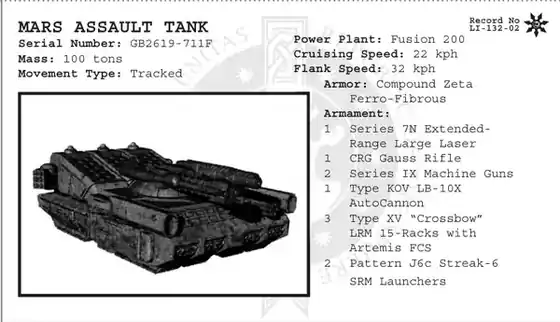 MARS ASSAULT TANK
Serial Number: GB2619-711F
Mass: 100 tons
Movement Type: Tracked
Record No
LI-132-02
Power Plant: Fusion 200
Cruising Speed: 22 kph
Flank Speed: 32 kph
Armor: Compound Zeta
Ferro-Fibrous
Armament:
1 Series 7N Extended-
Range Large Laser
1 CRG Gauss Rifle
2 Series IX Machine Guns
1 Type KOV LB-10X
AutoCannon
3 Type XV “Crossbow”
LRM 15-Racks with
Artemis FCS
2 Pattern J6c Streak-6
SRM Launchers